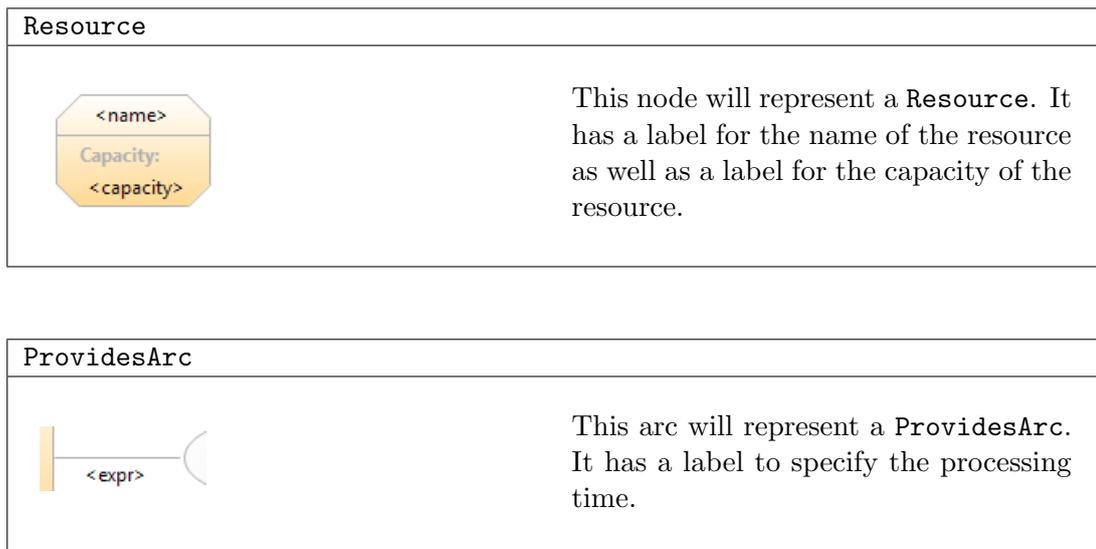 Resource
<name>
Capacity:
<capacity>
This node will represent a Resource. It
has a label for the name of the resource
as well as a label for the capacity of the
resource.
ProvidesArc
<expr>
This arc will represent a ProvidesArc.
It has a label to specify the processing
time.